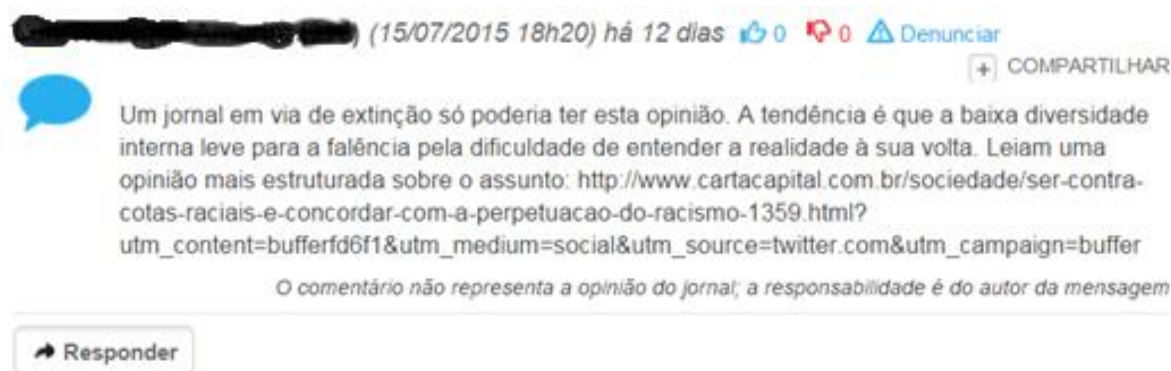 (15/07/2015 18h20) há 12 dias 0 0 Denunciar
+ COMPARTILHAR
Um jornal em via de extinção só poderia ter esta opinião. A tendência é que a baixa diversidade
interna leve para a falência pela dificuldade de entender a realidade à sua volta. Leiam uma
opinião mais estruturada sobre o assunto: http://www.cartacapital.com.br/sociedade/ser-contra-
cotas-raciais-e-concordar-com-a-perpetuacao-do-racismo-1359.html?
utm_content=bufferfd6f1&utm_medium=social&utm_source=twitter.com&utm_campaign=buffer
O comentário não representa a opinião do jornal; a responsabilidade é do autor da mensagem
Responder